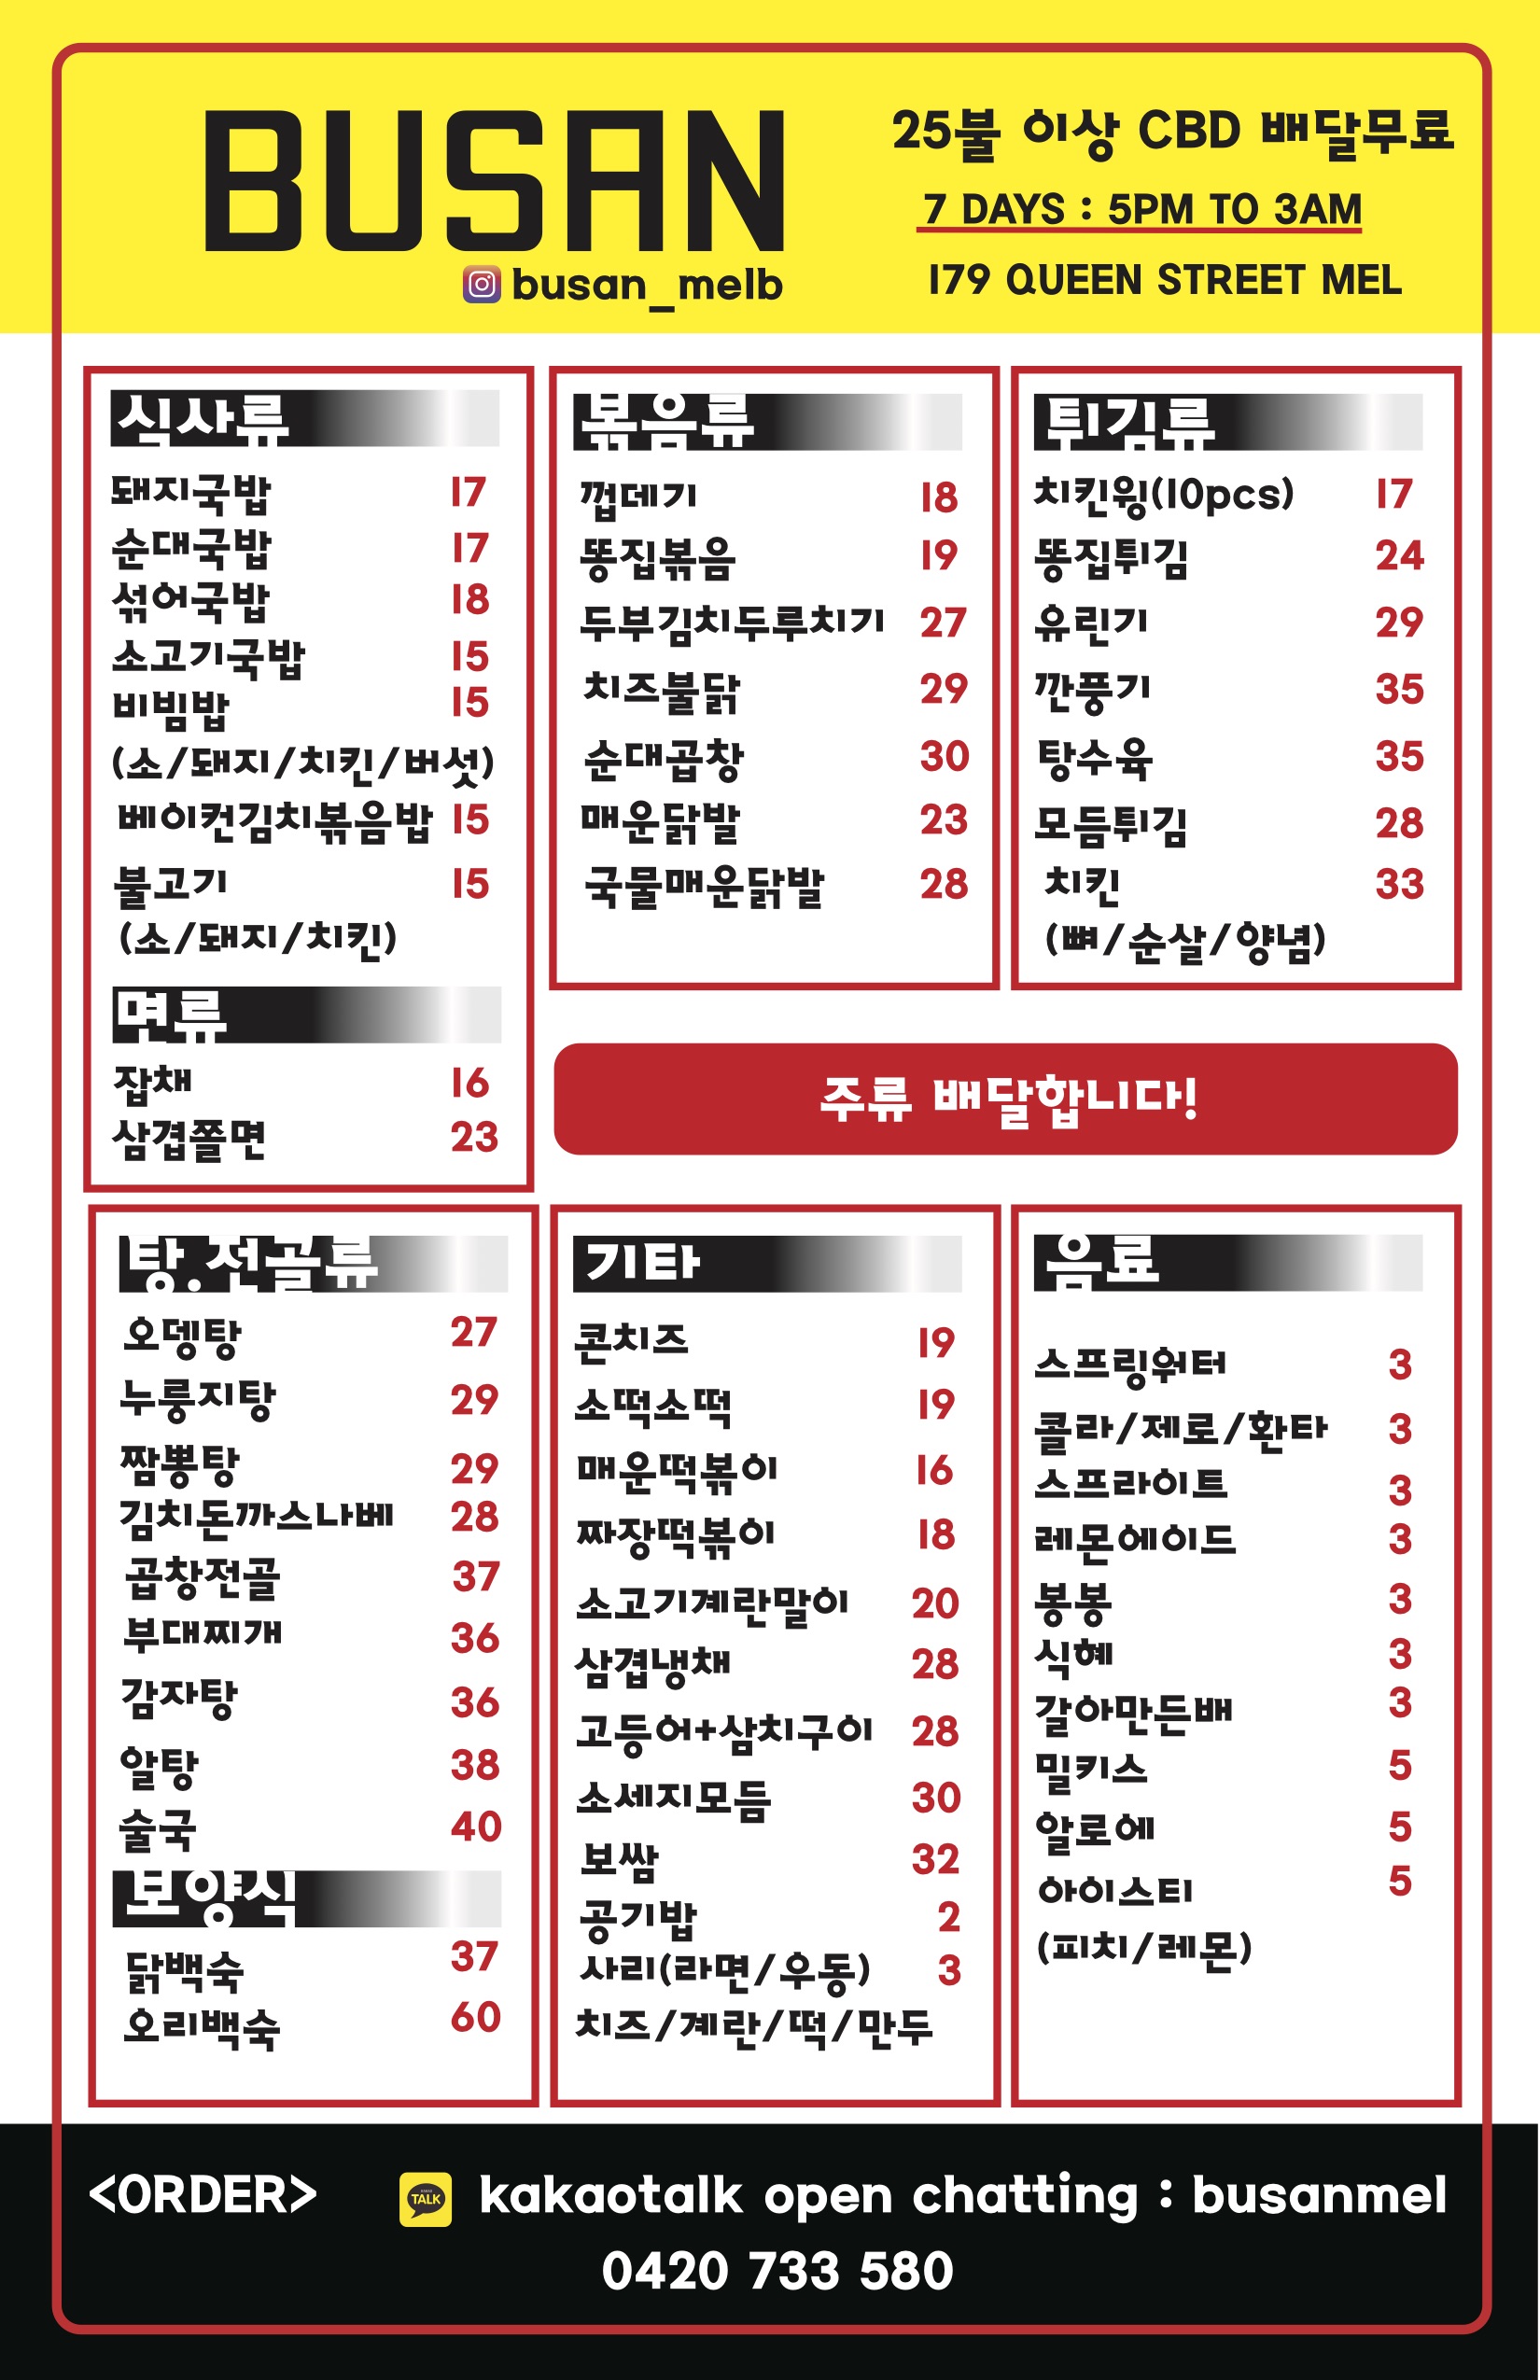 BUSAN
busan_melb
25불 이상 CBD 배달무료
7 DAYS : 5PM TO 3AM
179 QUEEN STREET MEL
식사류
돼지국밥 17
순대국밥 17
섞어국밥 18
소고기국밥 15
비빔밥 15
(소/돼지/치킨/버섯)
베이컨김치볶음밥 15
불고기 15
(소/돼지/치킨)
면류
잡채 16
삼겹쫄면 23
볶음류
껍데기 18
똥집볶음 19
두부김치두루치기 27
치즈불닭 29
순대곱창 30
매운닭발 23
국물매운닭발 28
튀김류
치킨윙(10pcs) 17
똥집튀김 24
유린기 29
깐풍기 35
탕수육 35
모듬튀김 28
치킨 33
(뼈/순살/양념)
주류 배달합니다!
탕.전골류
오뎅탕 27
누룽지탕 29
짬뽕탕 29
김치돈까스나베 28
곱창전골 37
부대찌개 36
감자탕 36
알탕 38
술국 40
보양식
닭백숙 37
오리백숙 60
기타
콘치즈 19
소떡소떡 19
매운떡볶이 16
짜장떡볶이 18
소고기계란말이 20
삼겹냉채 28
고등어+삼치구이 28
소세지모듬 30
보쌈 32
공기밥 2
사리(라면/우동) 3
치즈/계란/떡/만두
음료
스프링워터 3
콜라/제로/환타 3
스프라이트 3
레몬에이드 3
봉봉 3
식혜 3
갈아만든배 3
밀키스 5
알로에 5
아이스티 5
(피치/레몬)
<ORDER>
TALK
kakaotalk open chatting : busanmel
0420 733 580